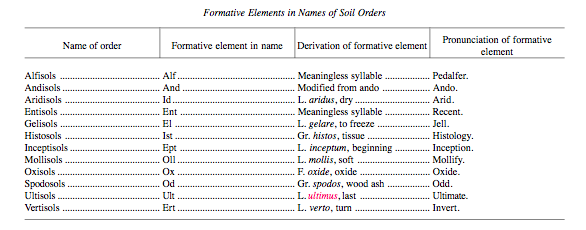 Formative Elements in Names of Soil Orders
Name of order Formative element in name Derivation of formative element Pronunciation of formative element
Alfisols ........................ Alf ........................ Meaningless syllable ........................ Pedalfer.
Andisols ........................ And ........................ Modified from ando ........................ Ando.
Aridisols ........................ Id ........................ L. aridus, dry ........................ Arid.
Entisols ........................ Ent ........................ Meaningless syllable ........................ Recent.
Gelisols ........................ El ........................ L. gelare, to freeze ........................ Jell.
Histosols ........................ Ist ........................ Gr. histos, tissue ........................ Histology.
Inceptisols ........................ Ept ........................ L. inceptum, beginning ........................ Inception.
Mollisols ........................ Oll ........................ L. mollis, soft ........................ Mollify.
Oxisols ........................ Ox ........................ F. oxide, oxide ........................ Oxide.
Spodosols ........................ Od ........................ Gr. spodos, wood ash ........................ Odd.
Ultisols ........................ Ult ........................ L. ultimus, last ........................ Ultimate.
Vertisols ........................ Ert ........................ L. verto, turn ........................ Invert.